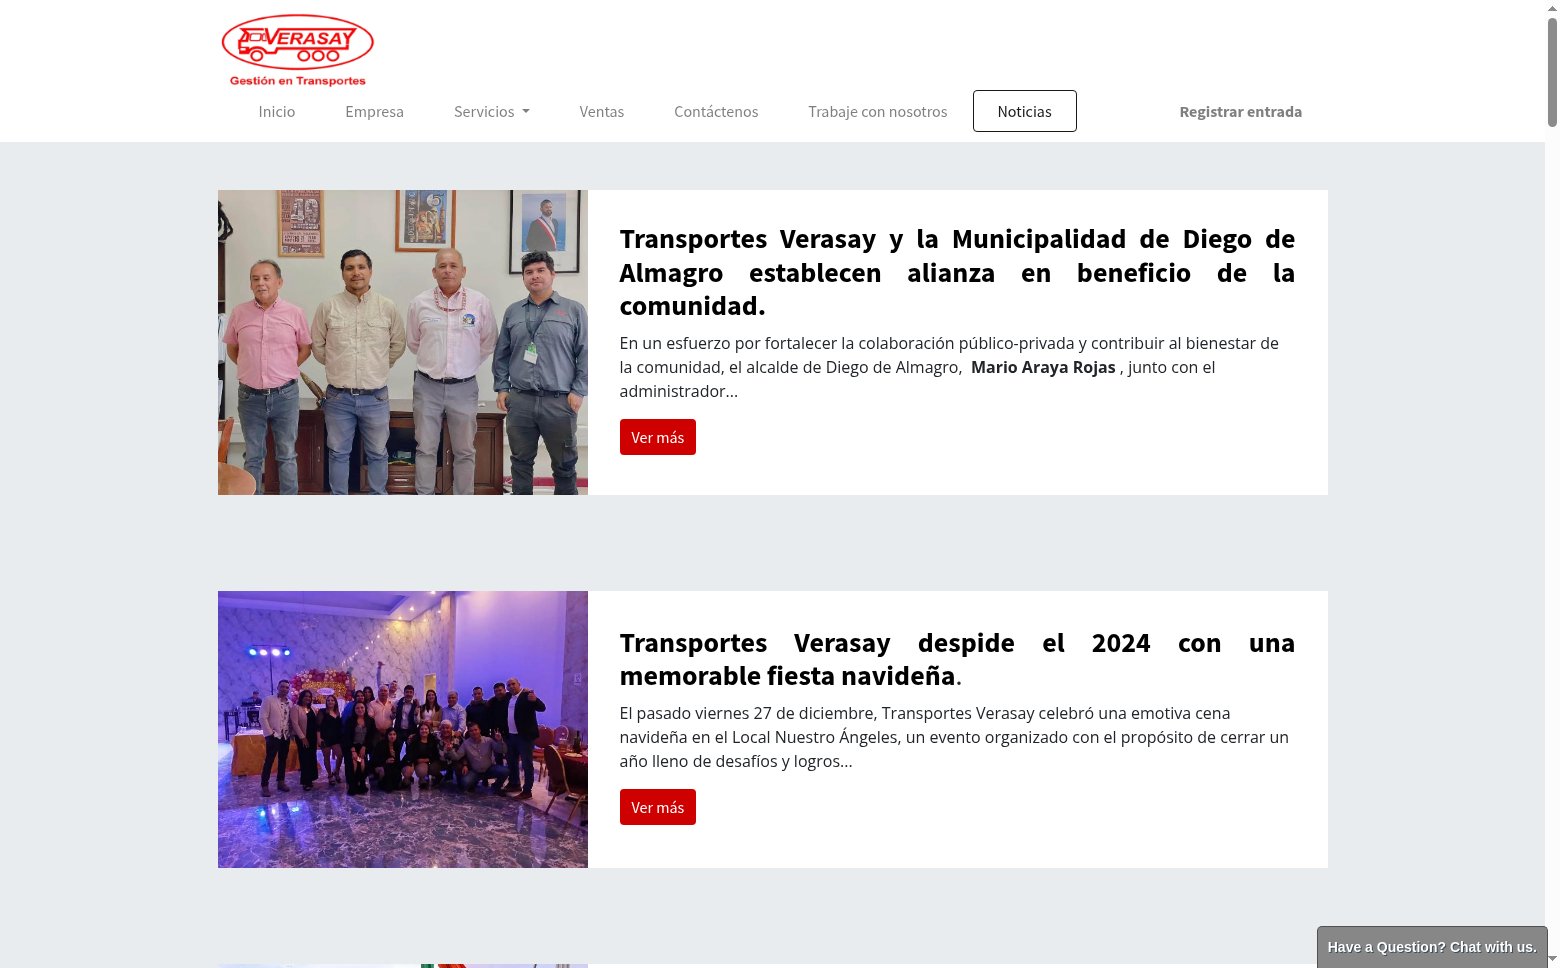 VERASAY
Gestión en Transportes
Inicio
Empresa
Servicios
Ventas
Contáctenos
Trabaje con nosotros
Noticias
Registrar entrada
Transportes Verasay y la Municipalidad de Diego de
Almagro establecen alianza en beneficio de la
comunidad.
En un esfuerzo por fortalecer la colaboración público-privada y contribuir al bienestar de
la comunidad, el alcalde de Diego de Almagro, Mario Araya Rojas , junto con el
administrador...
Ver más
Transportes Verasay despide el 2024 con una
memorable fiesta navideña.
El pasado viernes 27 de diciembre, Transportes Verasay celebró una emotiva cena
navideña en el Local Nuestro Ángeles, un evento organizado con el propósito de cerrar un
año lleno de desafíos y logros...
Ver más
Have a Question? Chat with us.